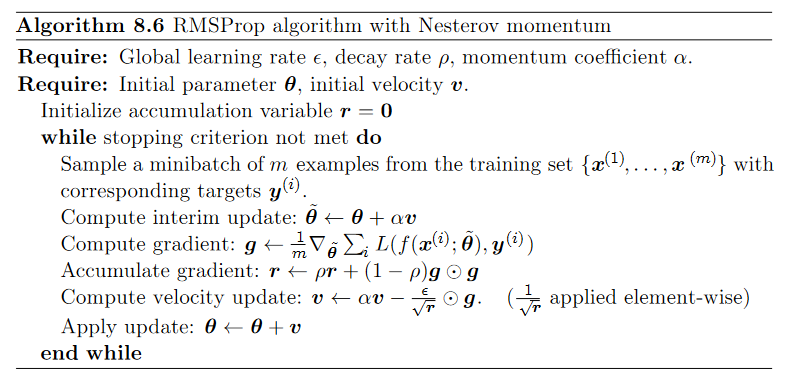 Algorithm 8.6 RMSProp algorithm with Nesterov momentum
Require: Global learning rate ϵ, decay rate ρ, momentum coefficient α.
Require: Initial parameter θ, initial velocity v.
Initialize accumulation variable r = 0
while stopping criterion not met do
Sample a minibatch of m examples from the training set {x⁽¹⁾, . . . , x⁽ᵐ⁾} with
corresponding targets y⁽ⁱ⁾.
Compute interim update: θ̃ ← θ + αv
Compute gradient: g ← 1/m ∇_θ̃ ∑ᵢ L(f(x⁽ⁱ⁾; θ̃), y⁽ⁱ⁾)
Accumulate gradient: r ← ρr + (1 − ρ)g ⊙ g
Compute velocity update: v ← αv − ϵ/√r ⊙ g. (1/√r applied element-wise)
Apply update: θ ← θ + v
end while